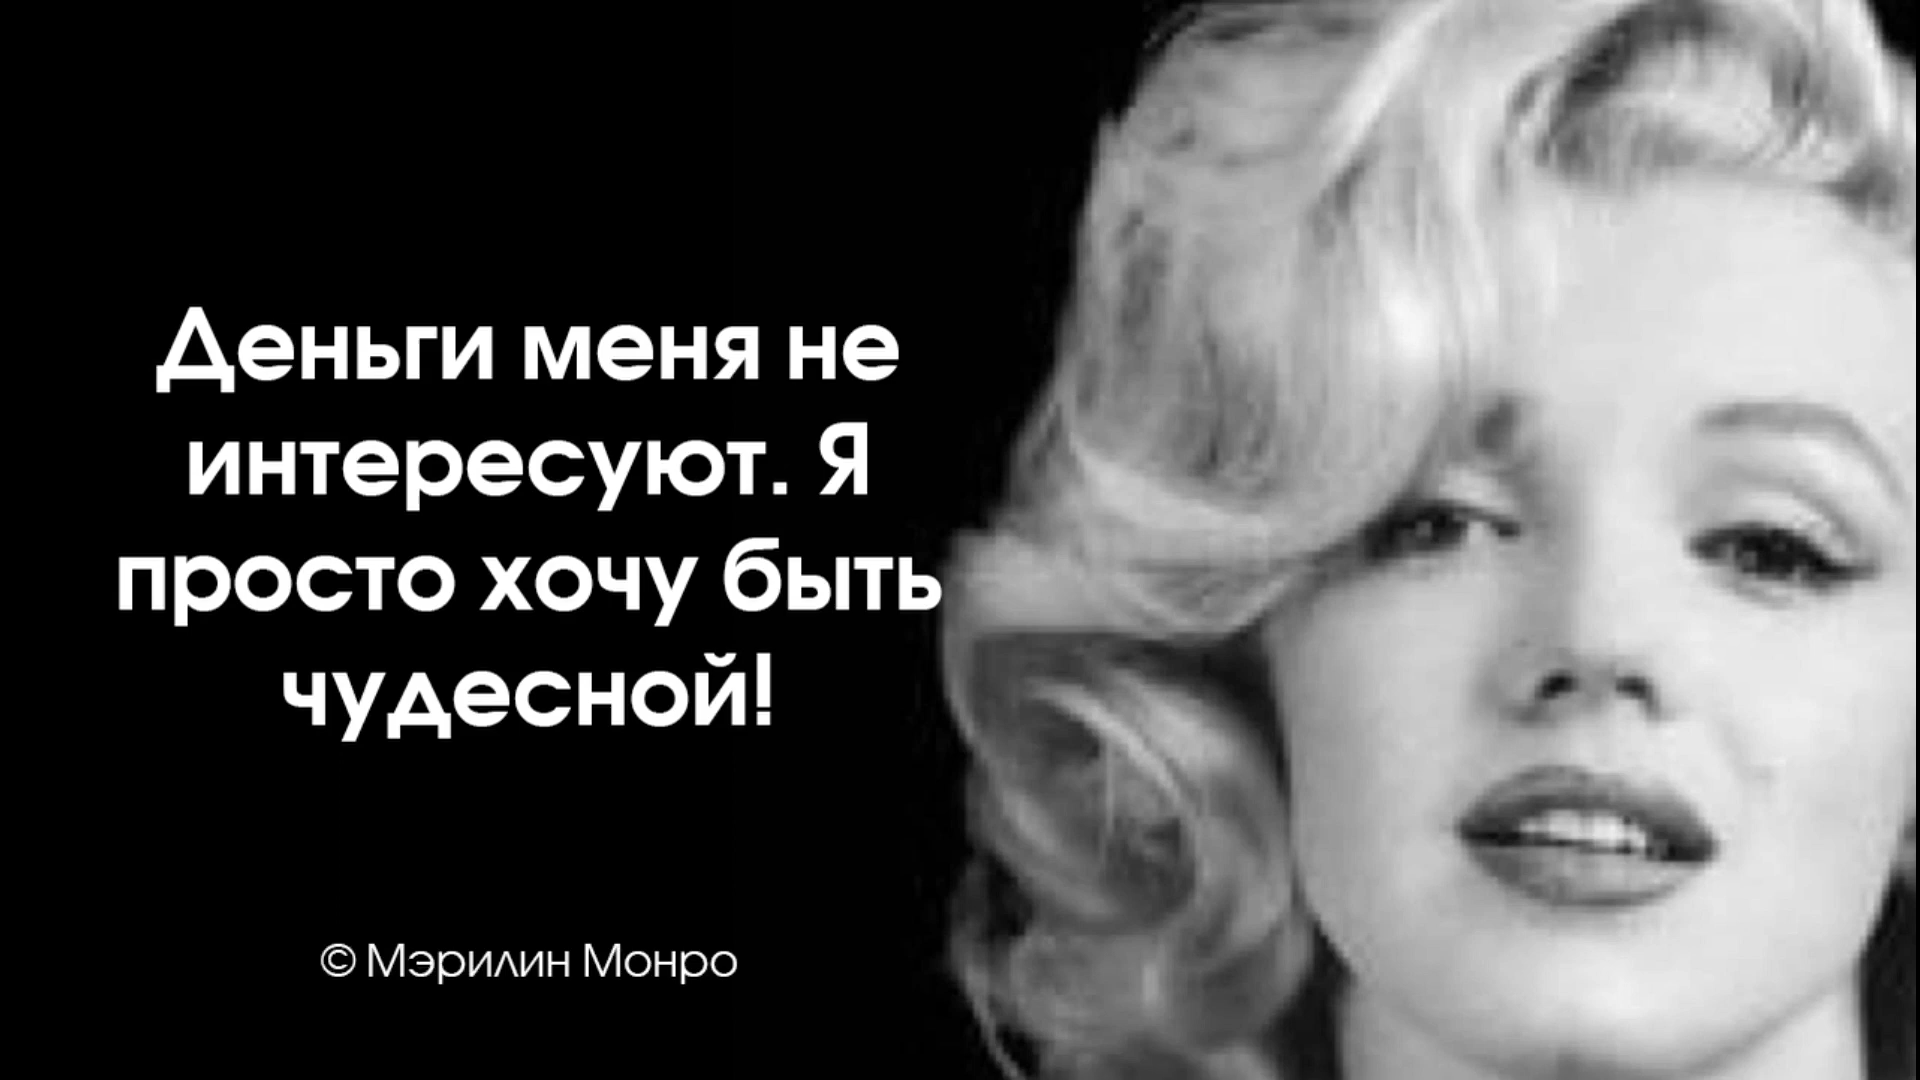 Деньги меня не
интересуют. Я
просто хочу быть
чудесной!
© Мэрилин Монро